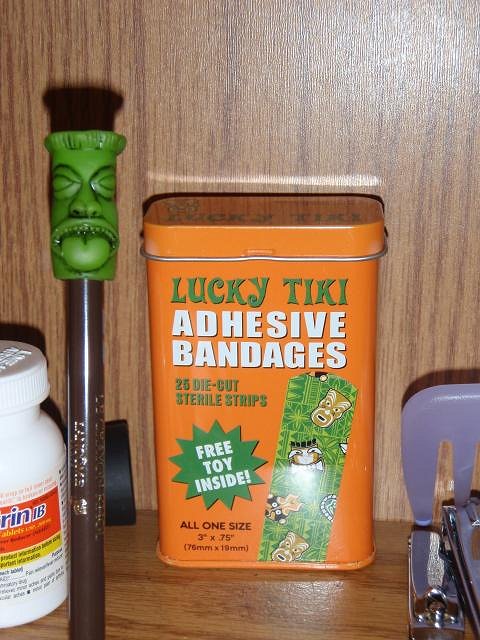 LUCKY TIKI
LUCKY TIKI
ADHESIVE
BANDAGES
25 DIE-CUT
STERILE STRIPS
FREE
TOY
INSIDE!
ALL ONE SIZE
3" x .75"
(76mm x 19mm)
rin IB